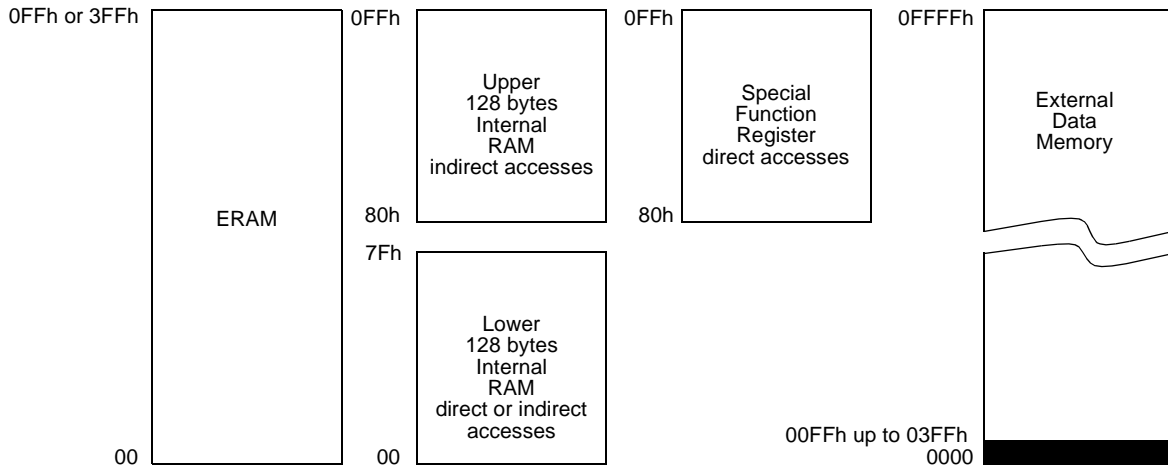 0FFh or 3FFh
ERAM
00
0FFh
Upper
128 bytes
Internal
RAM
indirect accesses
80h
7Fh
Lower
128 bytes
Internal
RAM
direct or indirect
accesses
00
0FFh
Special
Function
Register
direct accesses
80h
0FFFFh
External
Data
Memory
00FFh up to 03FFh
0000